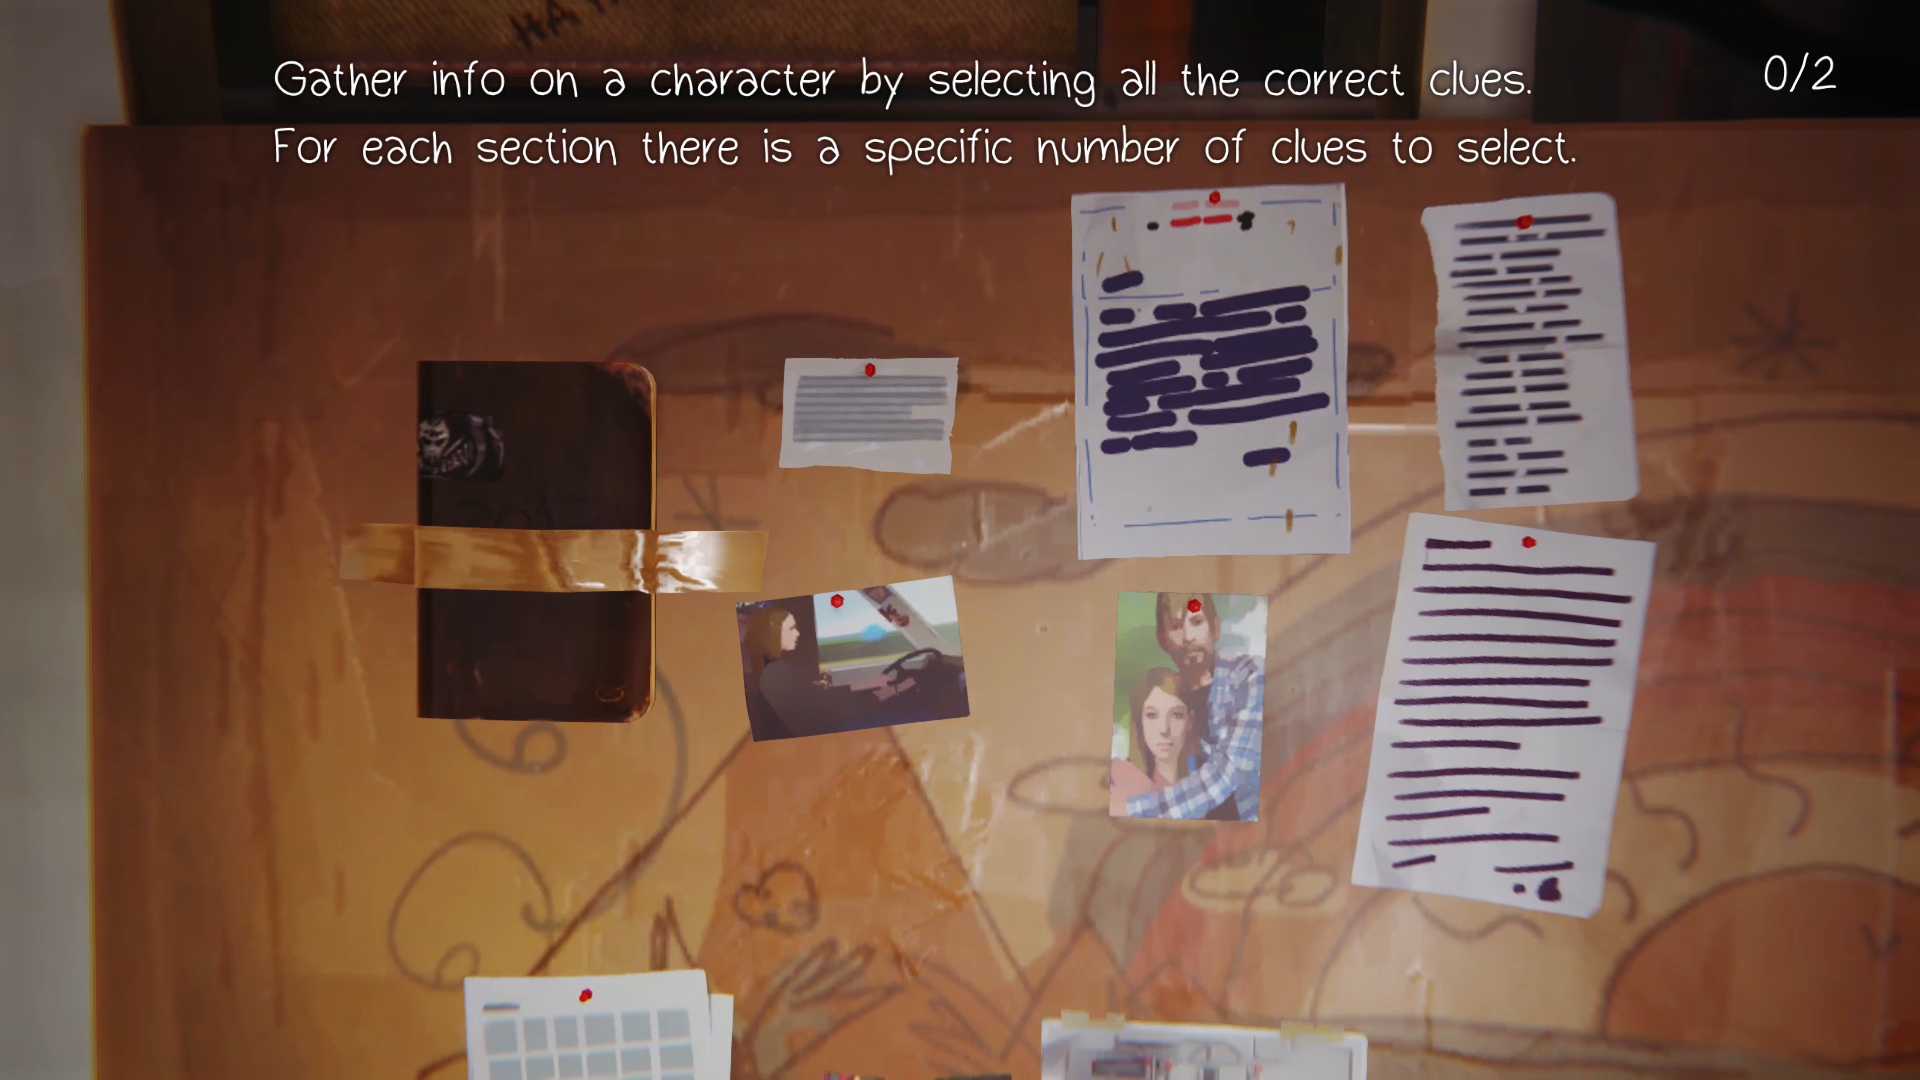 Gather info on a character by selecting all the correct clues.
0/2
For each section there is a specific number of clues to select.